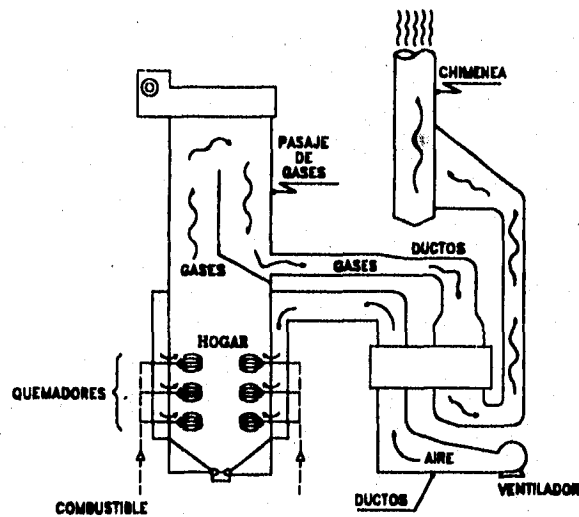 CHIMENEA
PASAJE
DE
GASES
DUCTOS
GASES
GASES
HOGAR
QUEMADORES
AIRE
VENTILADOR
DUCTOS
COMBUSTIBLE